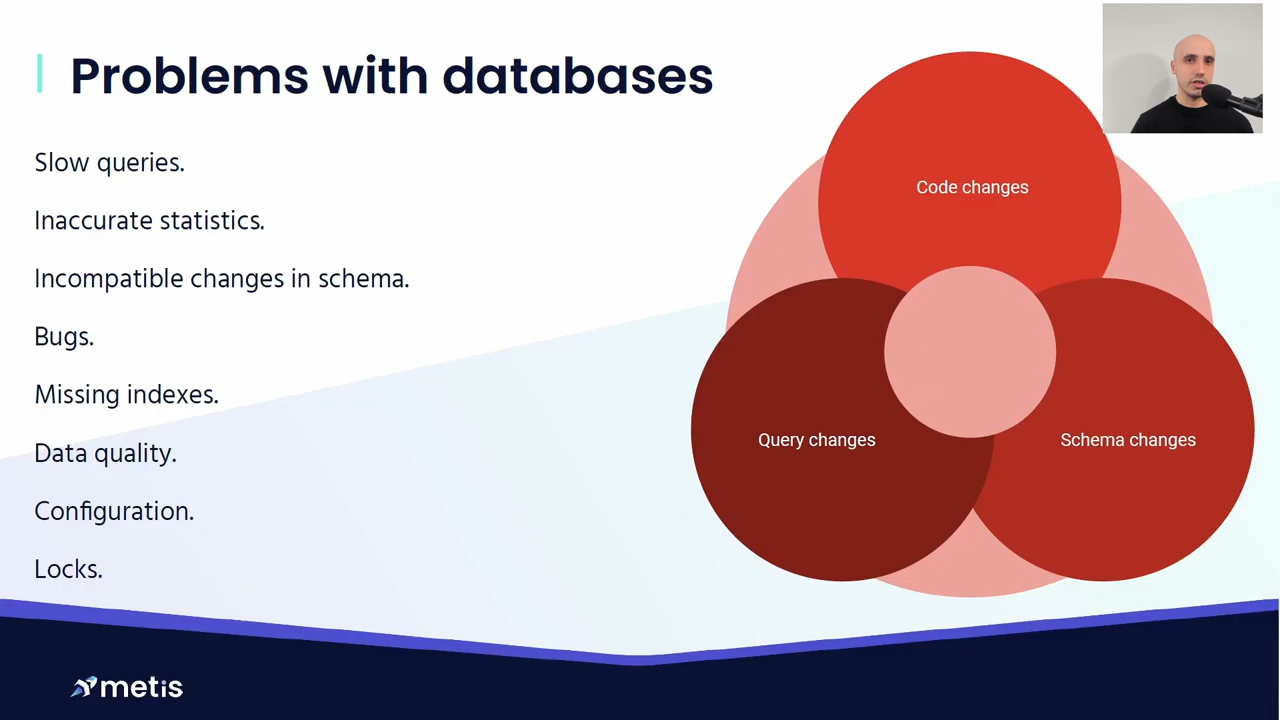 Problems with databases
Slow queries.
Inaccurate statistics.
Incompatible changes in schema.
Bugs.
Missing indexes.
Data quality.
Configuration.
Locks.
Code changes
Query changes
Schema changes
metis